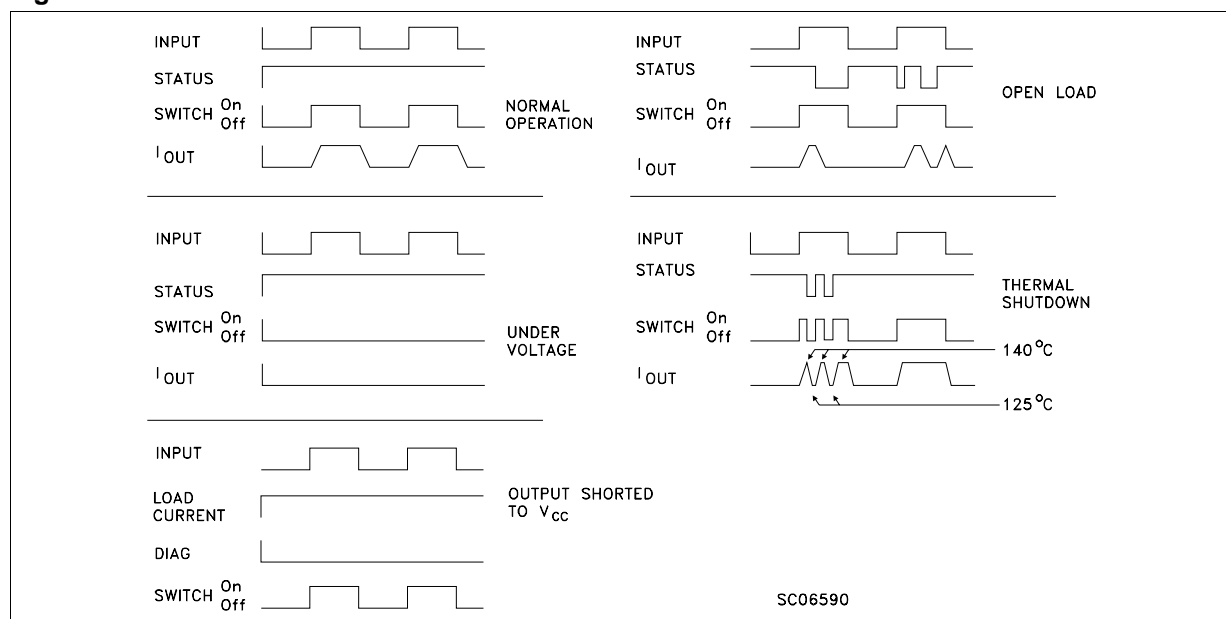 INPUT
STATUS
SWITCH On
Off
I OUT
NORMAL
OPERATION
INPUT
STATUS
SWITCH On
Off
I OUT
OPEN LOAD
INPUT
STATUS
SWITCH On
Off
I OUT
UNDER
VOLTAGE
INPUT
STATUS
SWITCH On
Off
I OUT
THERMAL
SHUTDOWN
140°C
125°C
INPUT
LOAD
CURRENT
DIAG
SWITCH On
Off
OUTPUT SHORTED
TO VCC
SC06590